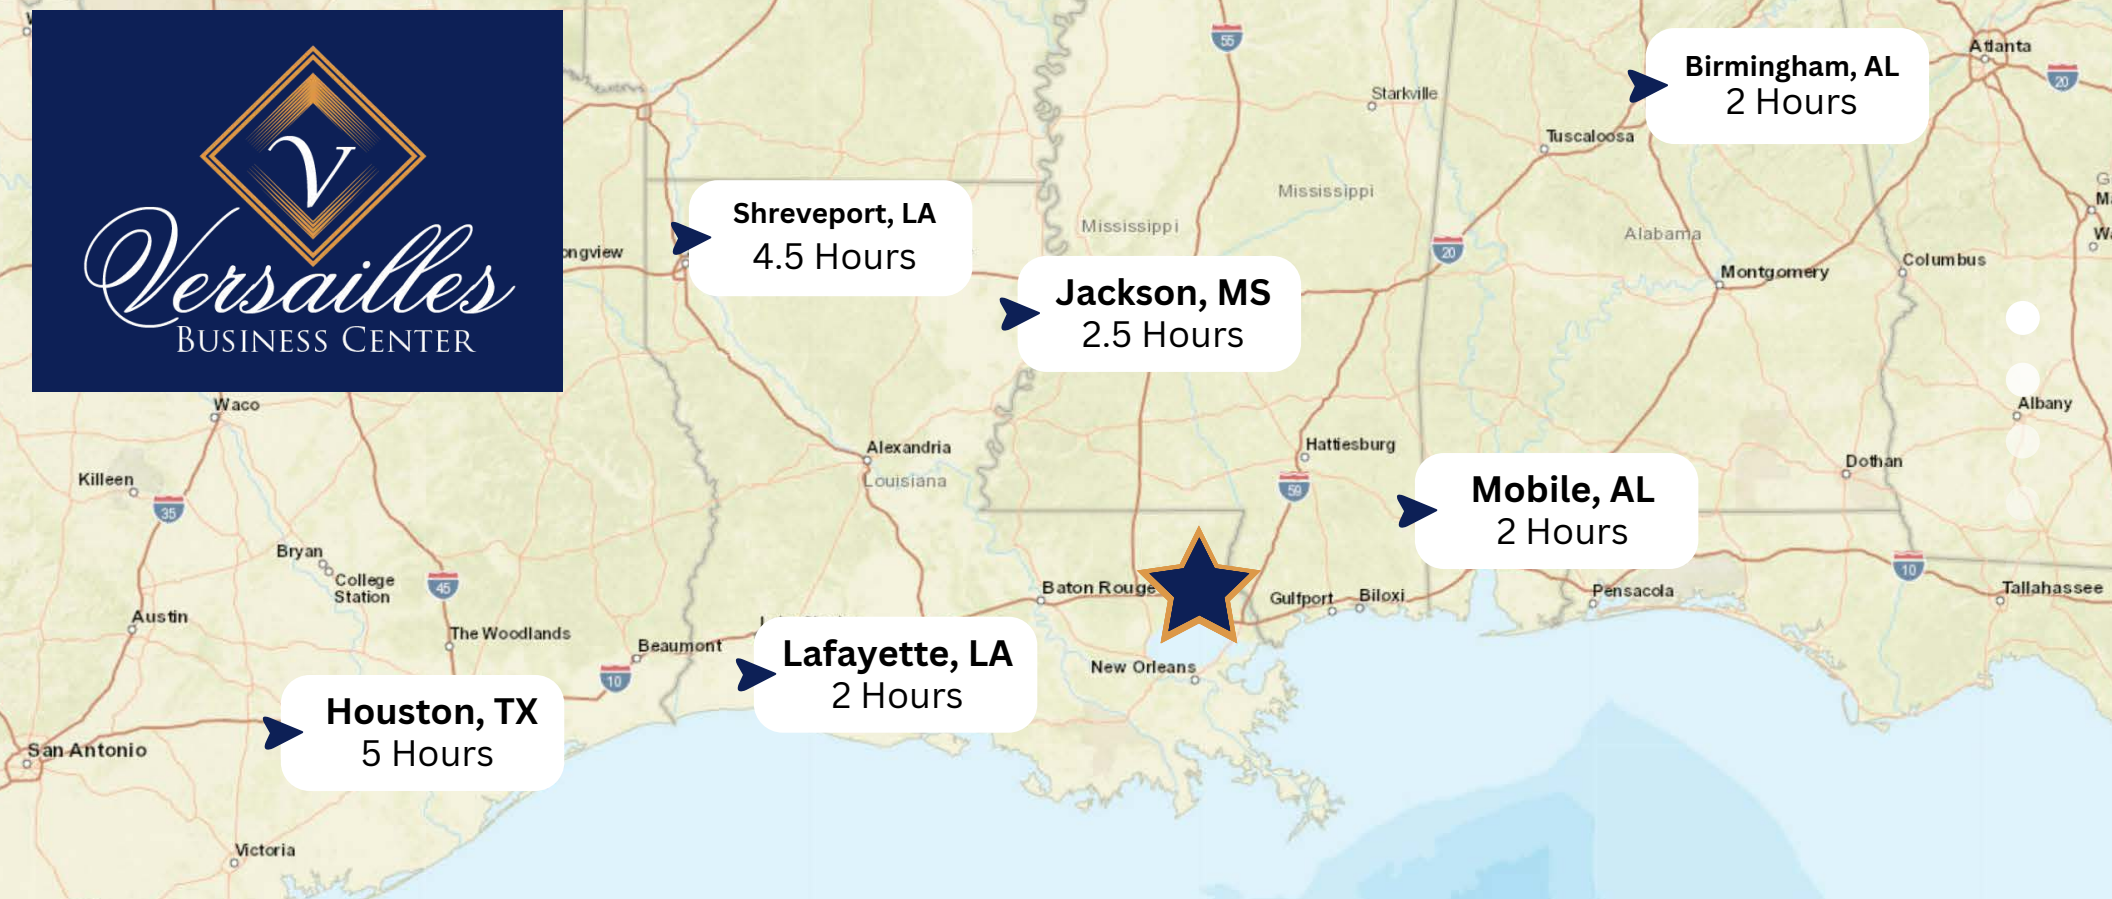 V
Versailles
BUSINESS CENTER
55
Birmingham, AL
2 Hours
Atlanta
20
Starkville
Tuscaloosa
Mississippi
Shreveport, LA
4.5 Hours
ongview
Mississippi
Alabama
20
Columbus
Montgomery
Jackson, MS
2.5 Hours
Waco
Albany
Alexandria
Louisiana
Hattiesburg
59
Dothan
Killeen
35
Mobile, AL
2 Hours
Bryan
College
Station
45
10
Baton Rouge
Gulfport
Biloxi
Pensacola
Tallahassee
Austin
The Woodlands
Beaumont
10
Lafayette, LA
2 Hours
New Orleans
Houston, TX
5 Hours
San Antonio
Victoria